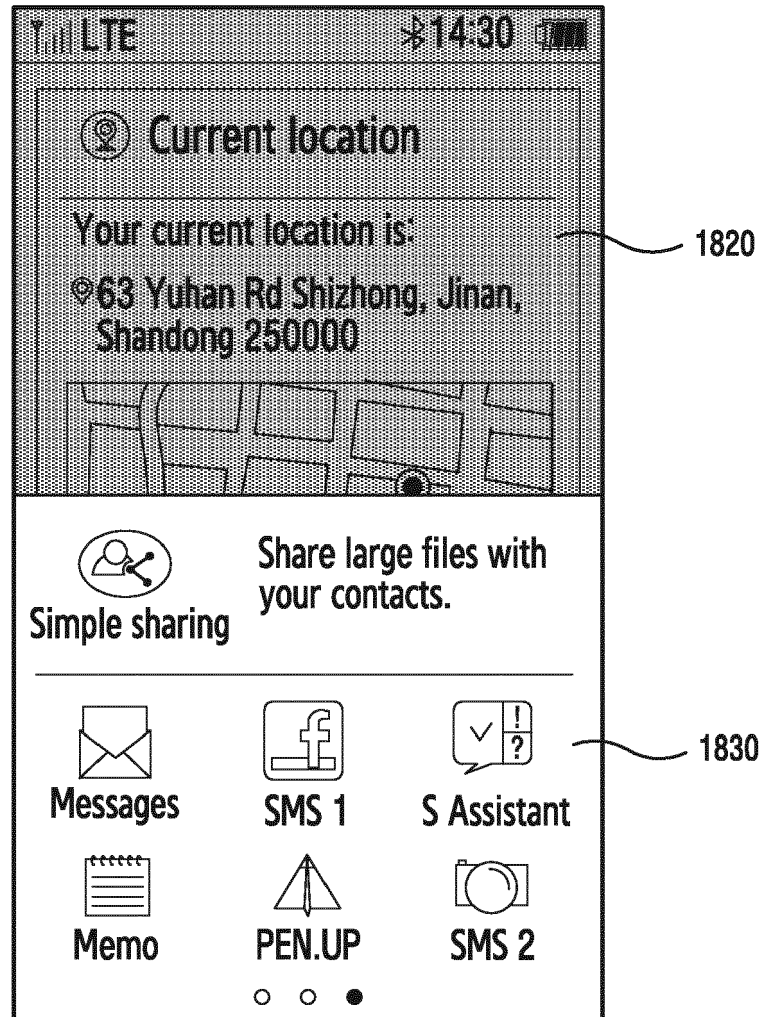 LTE 14:30
Current location
Your current location is:
1820
63 Yuhan Rd Shizhong, Jinan,
Shandong 250000
Share large files with
your contacts.
Simple sharing
! 
?
1830
Messages SMS 1 S Assistant
Memo PEN.UP SMS 2